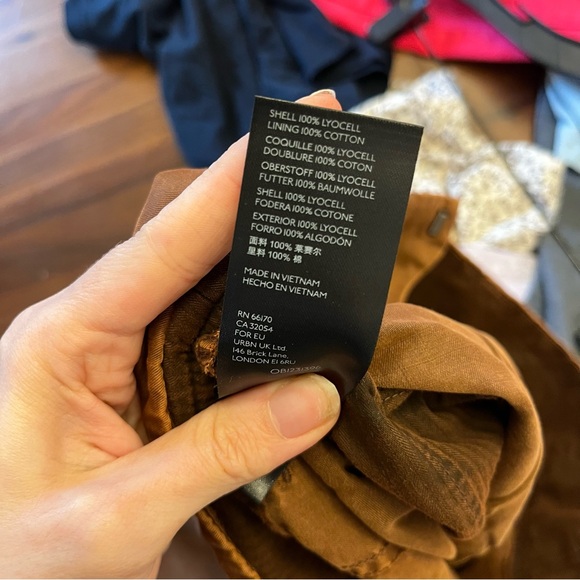 SHELL 100% LYOCELL
LINING 100% COTTON
COQUILLE 100% LYOCELL
DOUBLURE 100% COTON
OBERSTOFF 100% LYOCELL
FUTTER 100% BAUMWOLLE
SHELL 100% LYOCELL
FODERA 100% COTONE
EXTERIOR 100% LYOCELL
FORRO 100% ALGODÓN
面料 100% 莱赛尔
里料 100% 棉
MADE IN VIETNAM
HECHO EN VIETNAM
RN 66170
CA 32054
FOR EU
URBN UK Ltd.
146 Brick Lane,
LONDON E1 6RU